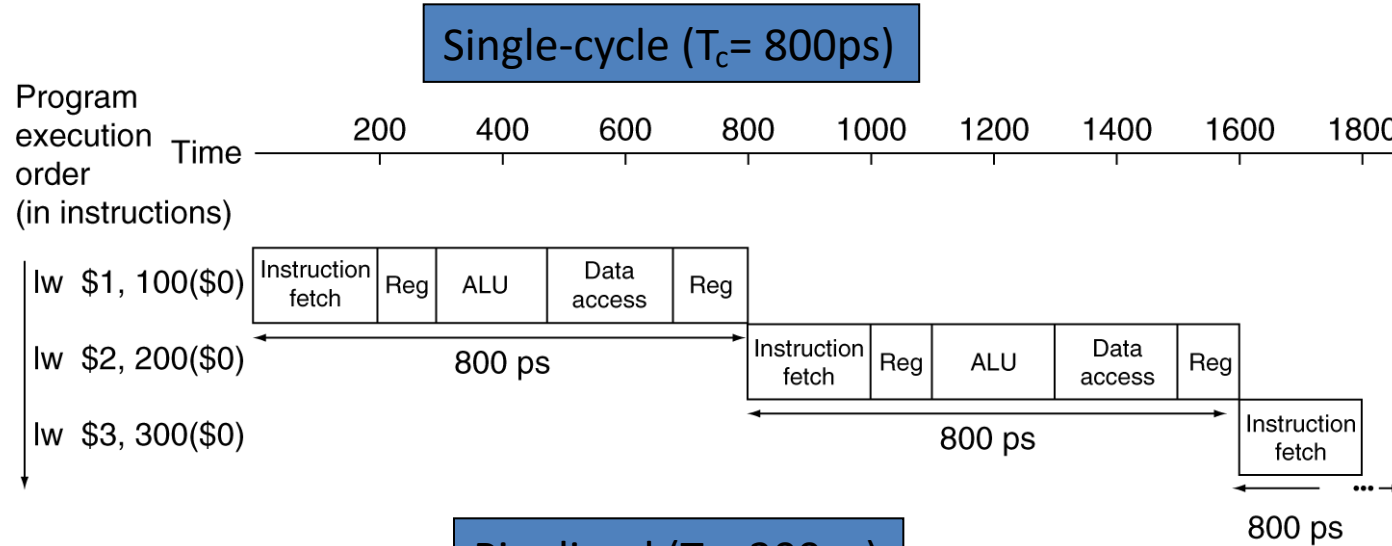 Single-cycle (Tc= 800ps)
Program
execution
order
(in instructions)
Time
200 400 600 800 1000 1200 1400 1600 1800
lw $1, 100($0)
Instruction
fetch
Reg
ALU
Data
access
Reg
800 ps
lw $2, 200($0)
Instruction
fetch
Reg
ALU
Data
access
Reg
800 ps
lw $3, 300($0)
Instruction
fetch
...
800 ps